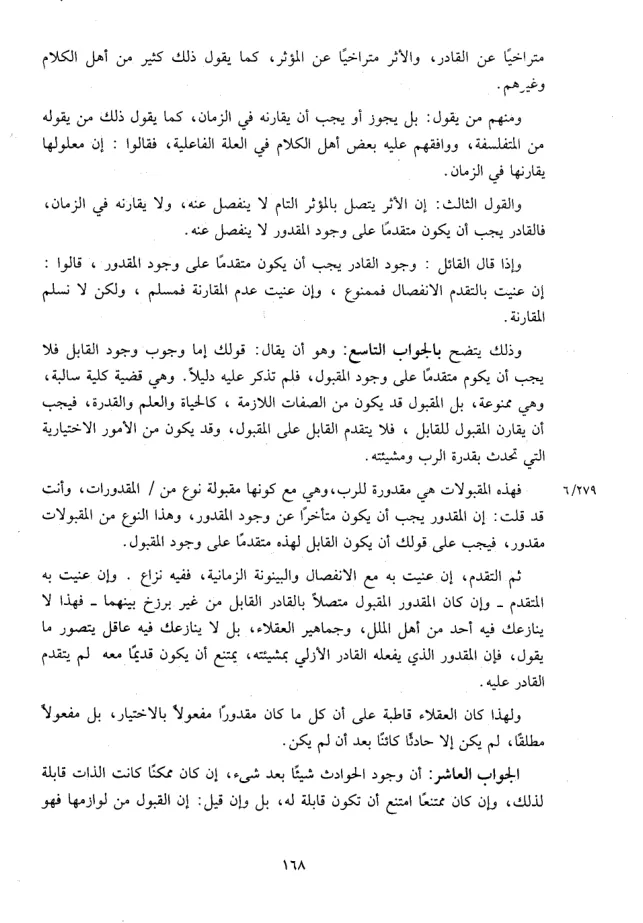 متراخيًا عن القادر، والأثر متراخيًا عن المؤثر، كما يقول ذلك كثير من أهل الكلام
وغيرهم.
ومنهم من يقول: بل يجوز أو يجب أن يقارنه في الزمان، كما يقول ذلك من يقوله
من المتفلسفة، ووافقهم عليه بعض أهل الكلام في العلة الفاعلية، فقالوا : إن معلولها
يقارنها في الزمان.
والقول الثالث: إن الأثر يتصل بالمؤثر التام لا ينفصل عنه، ولا يقارنه في الزمان،
فالقادر يجب أن يكون متقدمًا على وجود المقدور لا ينفصل عنه.
وإذا قال القائل : وجود القادر يجب أن يكون متقدمًا على وجود المقدور ، قالوا :
إن عنيت بالتقدم الانفصال فممنوع ، وإن عنيت عدم المقارنة فمسلم ، ولكن لا نسلم
المقارنة.
وذلك يتضح بالجواب التاسع: وهو أن يقال: قولك إما وجوب وجود القابل فلا
يجب أن يكوم متقدمًا على وجود المقبول، فلم تذكر عليه دليلاً. وهي قضية كلية سالبة،
وهي ممنوعة، بل المقبول قد يكون من الصفات اللازمة ، كالحياة والعلم والقدرة، فيجب
أن يقارن المقبول للقابل ، فلا يتقدم القابل على المقبول، وقد يكون من الأمور الاختيارية
التي تحدث بقدرة الرب ومشيئته.
فهذه المقبولات هي مقدورة للرب،وهي مع كونها مقبولة نوع من / المقدورات، وأنت
٦/٢٧٩
قد قلت: إن المقدور يجب أن يكون متأخرًا عن وجود المقدور، وهذا النوع من المقبولات
مقدور، فيجب على قولك أن يكون القابل لهذه متقدمًا على وجود المقبول.
ثم التقدم، إن عنيت به مع الانفصال والبينونة الزمانية، ففيه نزاع . وإن عنيت به
المتقدم ـ وإن كان المقدور المقبول متصلاً بالقادر القابل من غير برزخ بينهما ـ فهذا لا
ينازعك فيه أحد من أهل الملل، وجماهير العقلاء، بل لا ينازعك فيه عاقل يتصور ما
يقول، فإن المقدور الذي يفعله القادر الأزلي بمشيئته، يمتنع أن يكون قديمًا معه لم يتقدم
القادر عليه.
ولهذا كان العقلاء قاطبة على أن كل ما كان مقدورًا مفعولاً بالاختيار، بل مفعولاً
مطلقًا، لم يكن إلا حادثًا كائنًا بعد أن لم يكن.
الجواب العاشر: أن وجود الحوادث شيئًا بعد شىء، إن كان ممكنًا كانت الذات قابلة
لذلك، وإن كان ممتنعًا امتنع أن تكون قابلة له، بل وإن قيل: إن القبول من لوازمها فهو
١٦٨